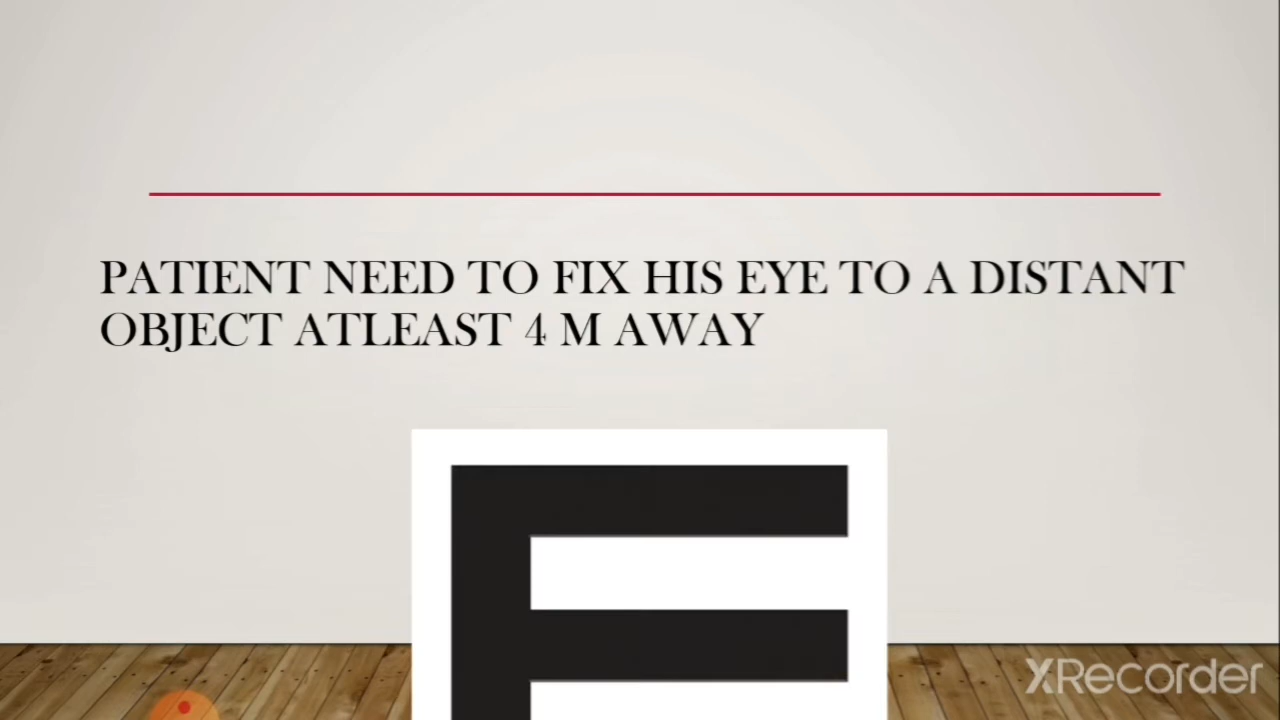 PATIENT NEED TO FIX HIS EYE TO A DISTANT
OBJECT ATLEAST 4 M AWAY
E
XRecorder